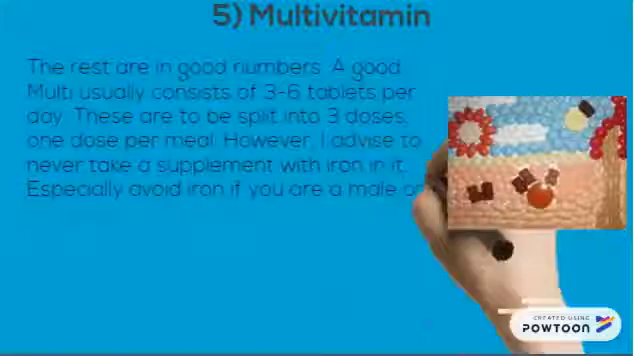 5) Multivitamin
The rest are in good numbers. A good
Multi usually consists of 3-6 tablets per
day. These are to be split into 3 doses,
one dose per meal. However, I advise to
never take a supplement with iron in it.
Especially avoid iron if you are a male
CREATED USING
POWTOON